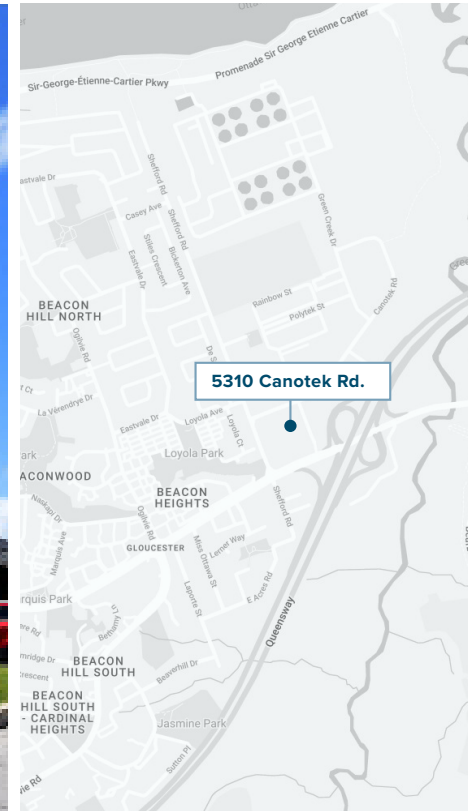 Promenade Sir George Etienne Cartier
Sir-George-Étienne-Cartier Pkwy
Shefford Rd
Casey Ave
Shefford Rd
Bickerton Ave
Stiles Crescent
Eastvale Dr
Green Creek Dr
Canotek Rd
Rainbow St
Polytek St
BEACON
HILL NORTH
Ogilvie Rd
5310 Canotek Rd.
La Vérendrye Dr
Eastvale Dr
Loyola Ave
Loyola Ct
Loyola Park
BEACON
HEIGHTS
Naskapi Dr
Ogilvie Rd
GLOUCESTER
Marquis Ave
Shefford Rd
Lerner Way
Miss Ottawa St
E Acres Rd
Laporte St
Queensway
BEACON
HILL SOUTH
Beaverhill Dr
BEACON
HILL SOUTH
- CARDINAL
HEIGHTS
Jasmine Park
Sutton Pl